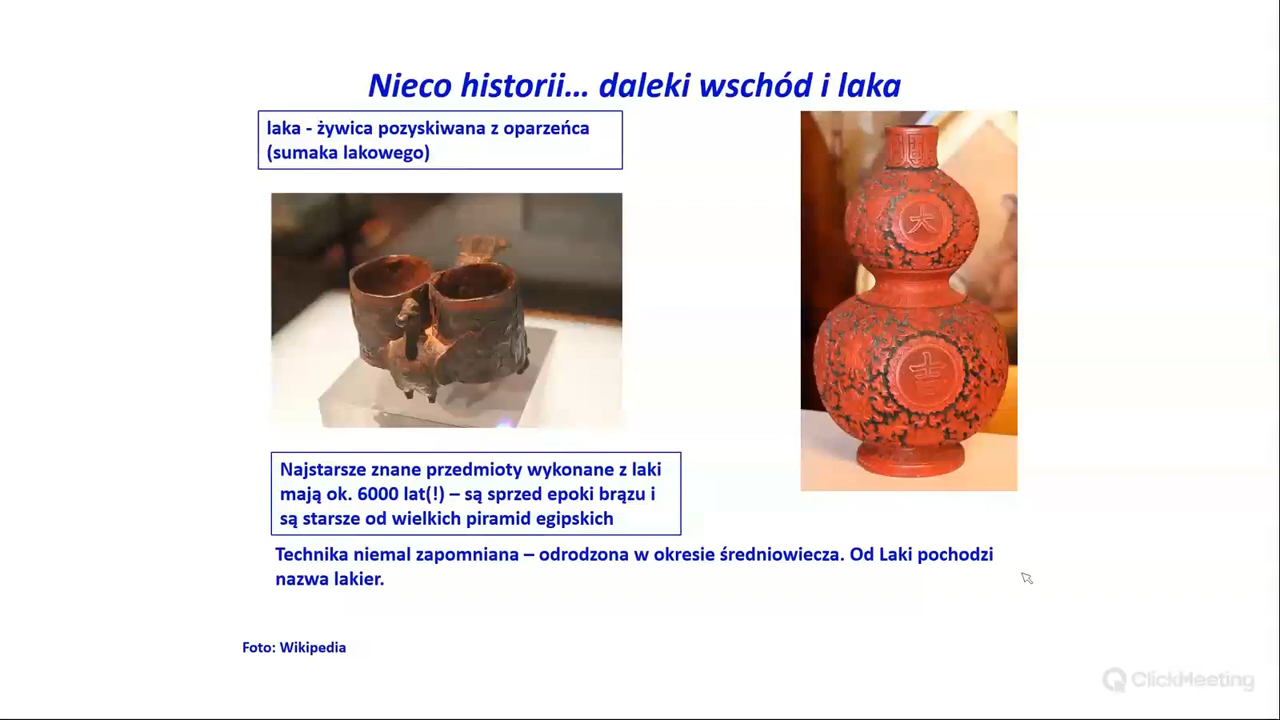 Nieco historii... daleki wschód i laka
laka - żywica pozyskiwana z oparzeńca
(sumaka lakowego)
大
吉
Najstarsze znane przedmioty wykonane z laki
mają ok. 6000 lat(!) – są sprzed epoki brązu i
są starsze od wielkich piramid egipskich
Technika niemal zapomniana – odrodzona w okresie średniowiecza. Od Laki pochodzi
nazwa lakier.
Foto: Wikipedia
ClickMeeting